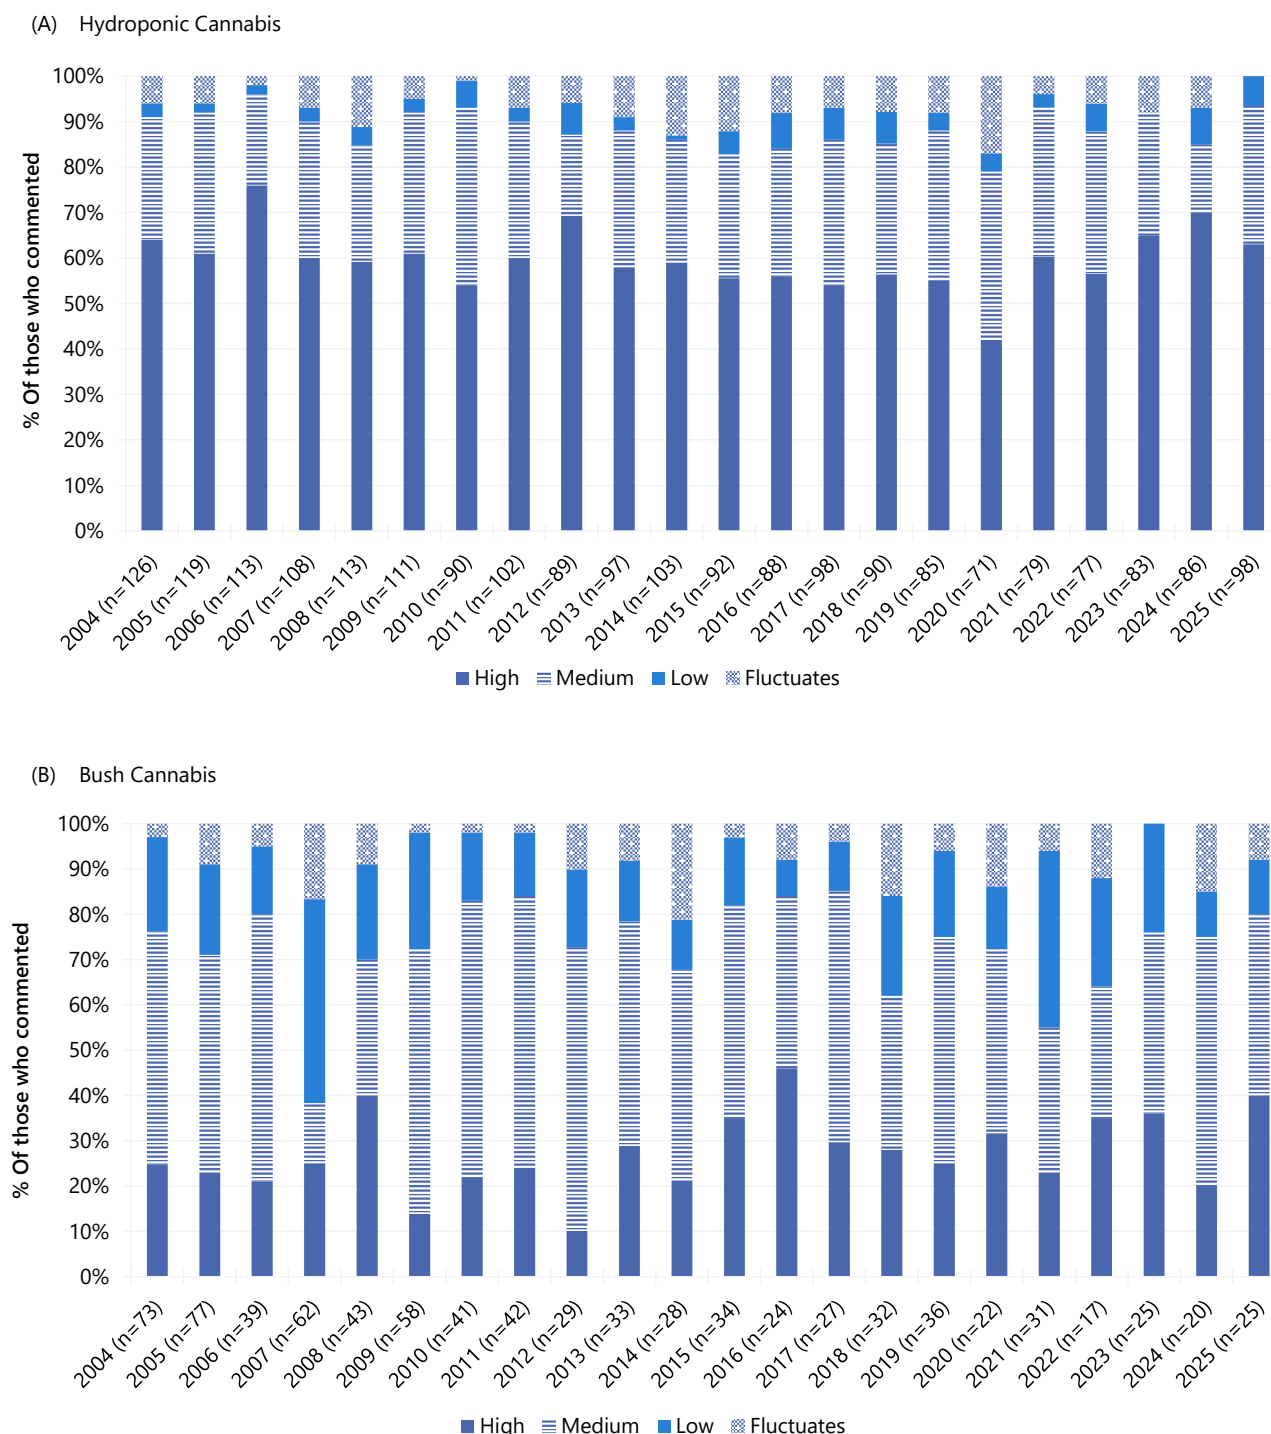 (A) Hydroponic Cannabis
100%
90%
80%
70%
60%
50%
40%
30%
20%
10%
0%
% Of those who commented
2004 (n=126)
2005 (n=119)
2006 (n=113)
2007 (n=108)
2008 (n=113)
2009 (n=111)
2010 (n=90)
2011 (n=102)
2012 (n=89)
2013 (n=97)
2014 (n=103)
2015 (n=92)
2016 (n=88)
2017 (n=98)
2018 (n=90)
2019 (n=85)
2020 (n=71)
2021 (n=79)
2022 (n=77)
2023 (n=83)
2024 (n=86)
2025 (n=98)
High Medium Low Fluctuates
(B) Bush Cannabis
100%
90%
80%
70%
60%
50%
40%
30%
20%
10%
0%
% Of those who commented
2004 (n=73)
2005 (n=77)
2006 (n=39)
2007 (n=62)
2008 (n=43)
2009 (n=58)
2010 (n=41)
2011 (n=42)
2012 (n=29)
2013 (n=33)
2014 (n=28)
2015 (n=34)
2016 (n=24)
2017 (n=27)
2018 (n=32)
2019 (n=36)
2020 (n=22)
2021 (n=31)
2022 (n=17)
2023 (n=25)
2024 (n=20)
2025 (n=25)
High Medium Low Fluctuates